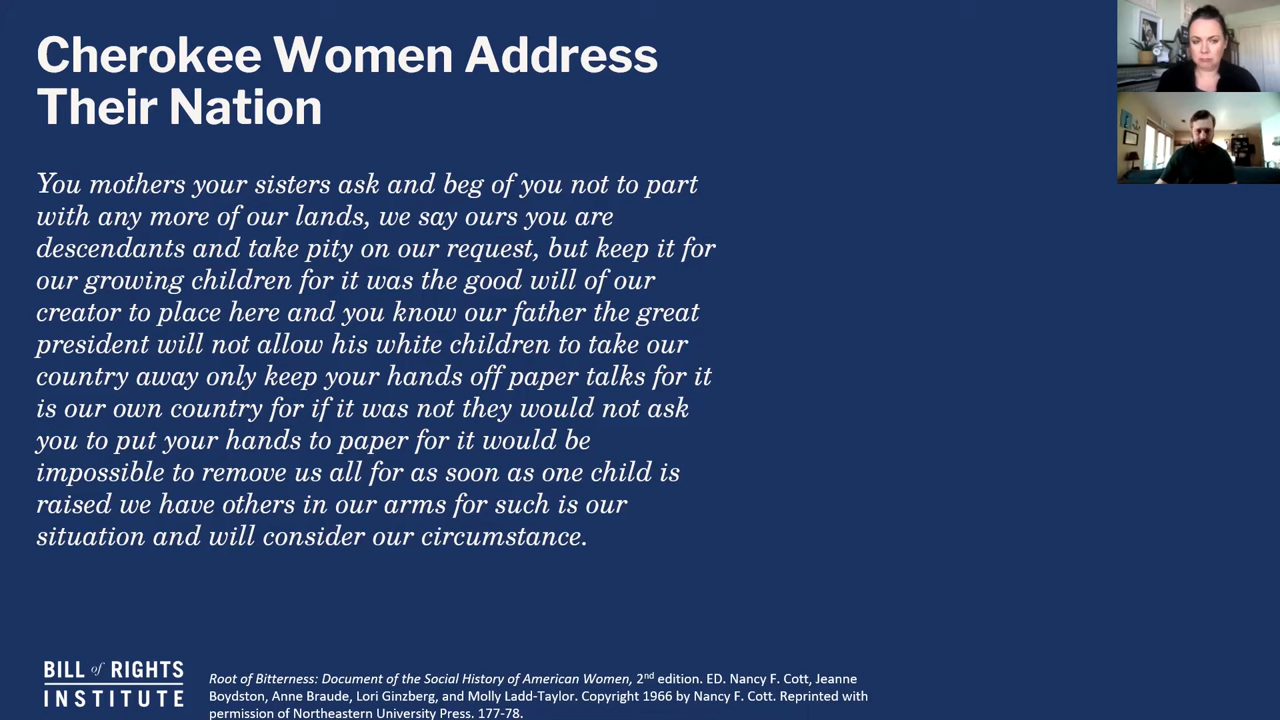 Cherokee Women Address
Their Nation
You mothers your sisters ask and beg of you not to part
with any more of our lands, we say ours you are
descendants and take pity on our request, but keep it for
our growing children for it was the good will of our
creator to place here and you know our father the great
president will not allow his white children to take our
country away only keep your hands off paper talks for it
is our own country for if it was not they would not ask
you to put your hands to paper for it would be
impossible to remove us all for as soon as one child is
raised we have others in our arms for such is our
situation and will consider our circumstance.
BILL of RIGHTS
INSTITUTE
Root of Bitterness: Document of the Social History of American Women, 2nd edition. ED. Nancy F. Cott, Jeanne
Boydston, Anne Braude, Lori Ginzberg, and Molly Ladd-Taylor. Copyright 1966 by Nancy F. Cott. Reprinted with
permission of Northeastern University Press. 177-78.